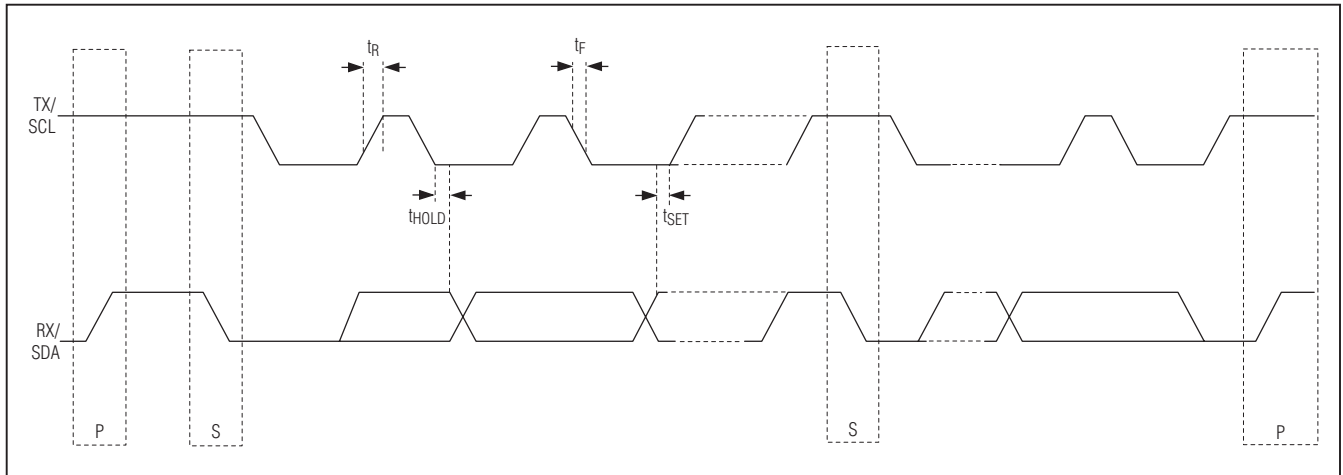 tR
tF
TX/
SCL
tHOLD
tSET
RX/
SDA
P
S
S
P